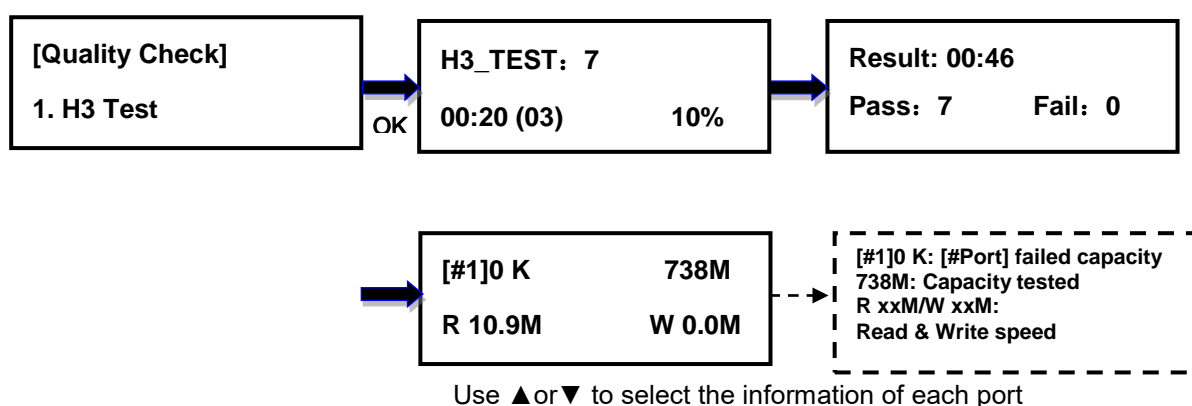 [Quality Check]
1. H3 Test
OK
H3_TEST：7
00:20 (03) 10%
Result: 00:46
Pass：7 Fail：0
[#1]0 K 738M
R 10.9M W 0.0M
[#1]0 K: [#Port] failed capacity
738M: Capacity tested
R xxM/W xxM:
Read & Write speed
Use ▲or▼ to select the information of each port